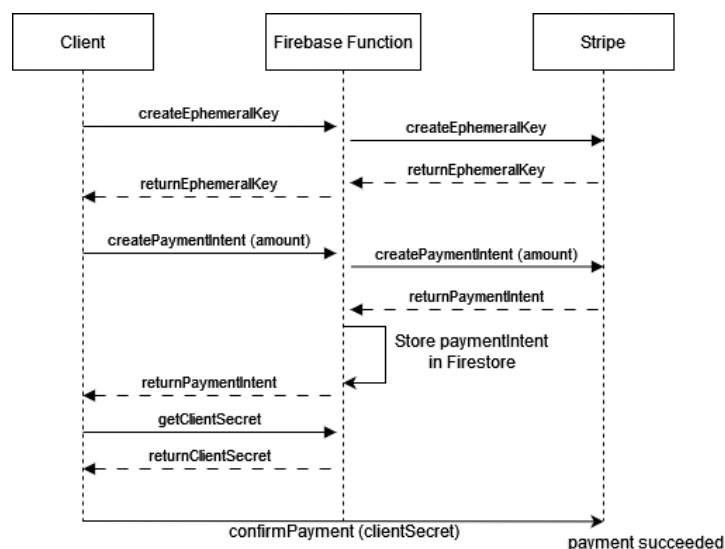 Client
Firebase Function
Stripe
createEphemeralKey
createEphemeralKey
returnEphemeralKey
returnEphemeralKey
createPaymentIntent (amount)
createPaymentIntent (amount)
returnPaymentIntent
Store paymentIntent
in Firestore
returnPaymentIntent
getClientSecret
returnClientSecret
confirmPayment (clientSecret)
payment succeeded